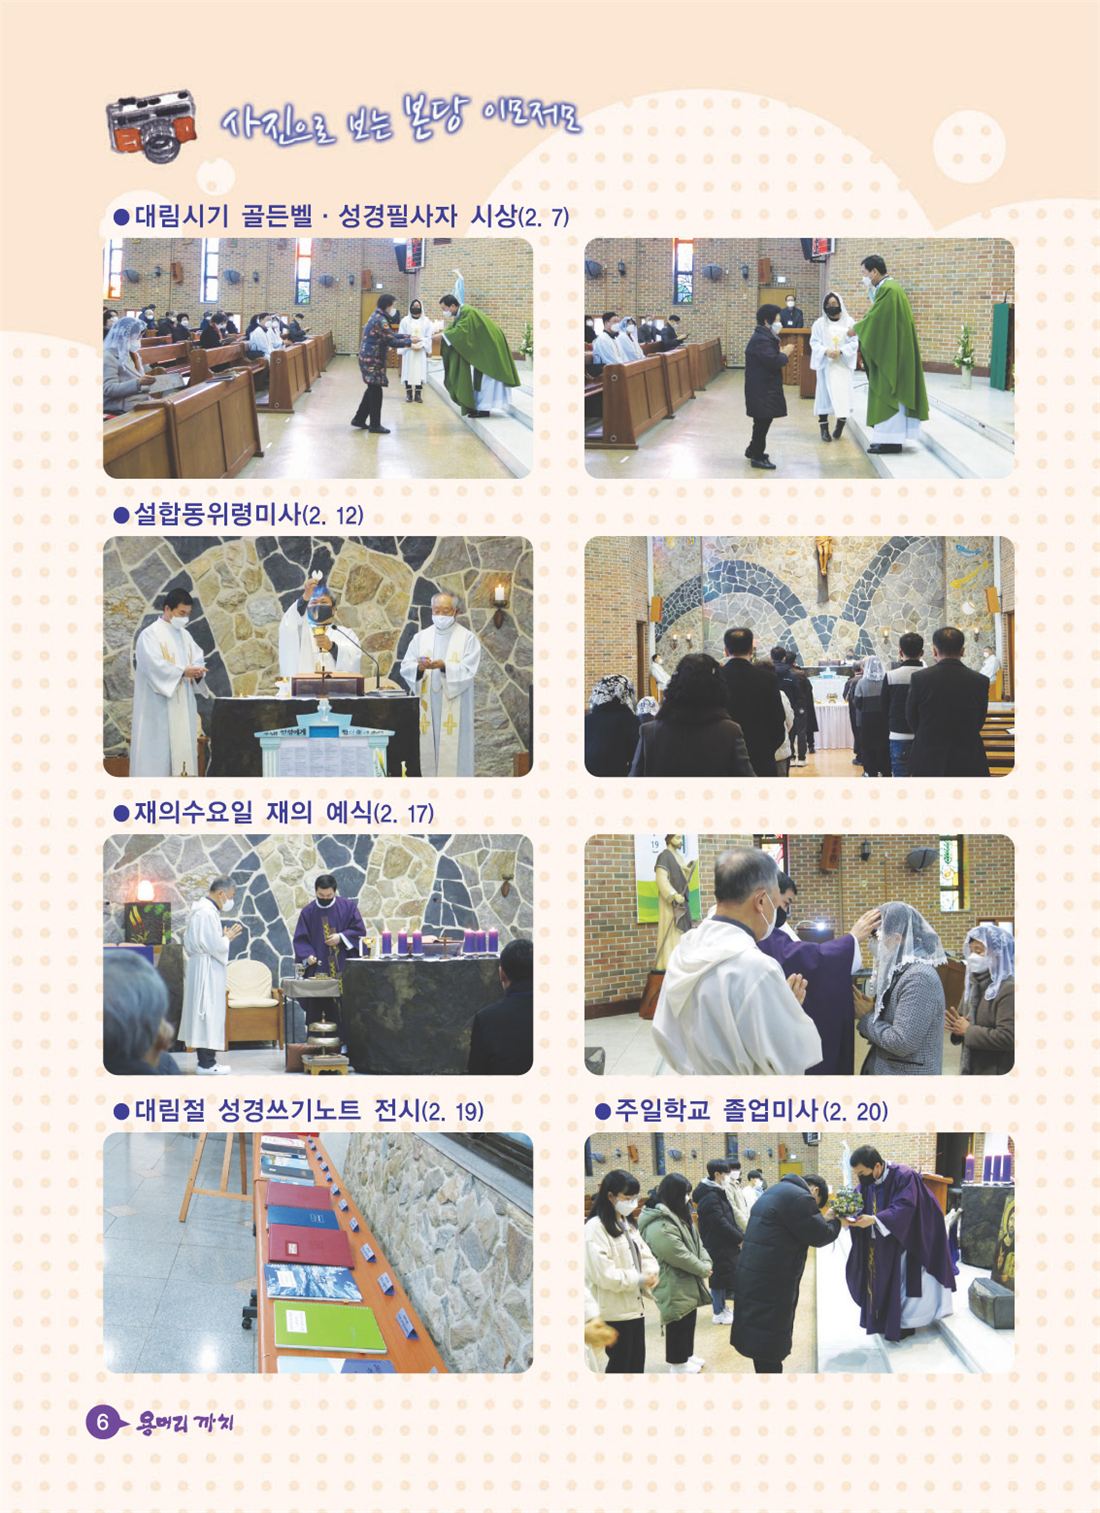 사진으로 보는 본당 이모저모
●대림시기 골든벨 · 성경필사자 시상(2. 7)
●설합동위령미사(2. 12)
●재의수요일 재의 예식(2. 17)
19
●대림절 성경쓰기노트 전시(2. 19)
●주일학교 졸업미사(2. 20)
6 용머리 까치